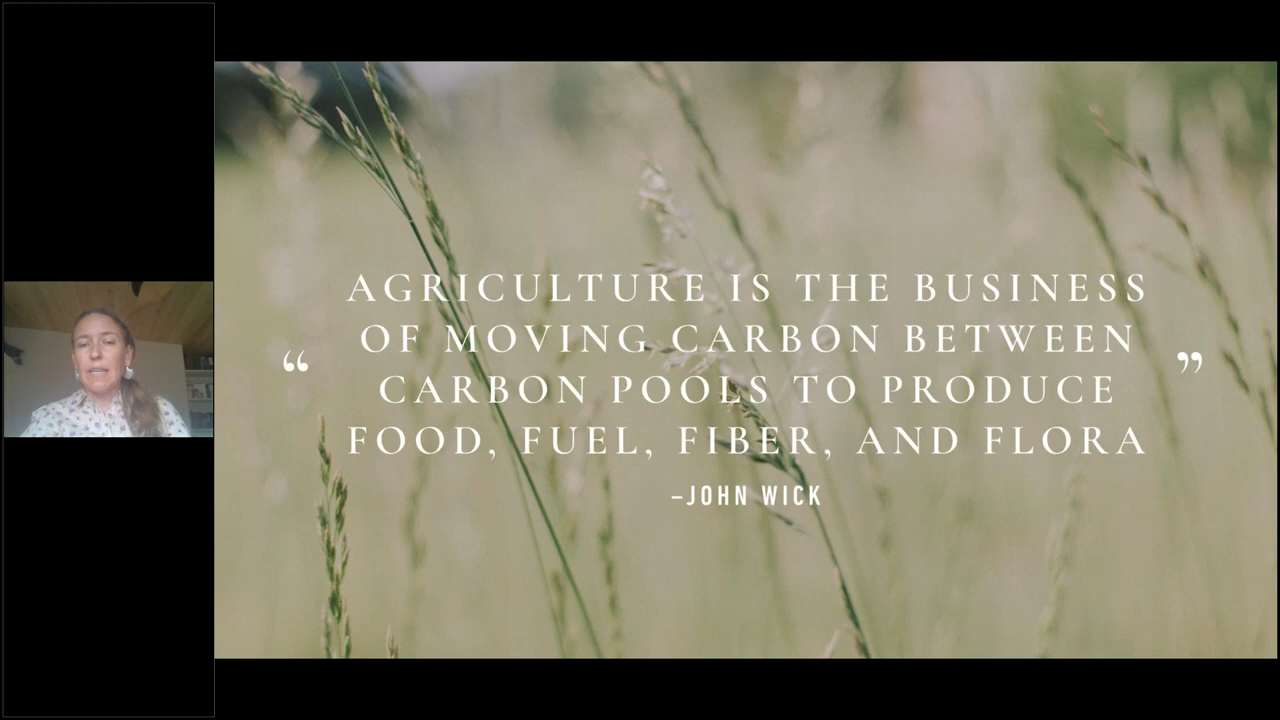 “ AGRICULTURE IS THE BUSINESS
OF MOVING CARBON BETWEEN
CARBON POOLS TO PRODUCE
FOOD, FUEL, FIBER, AND FLORA ”
–JOHN WICK